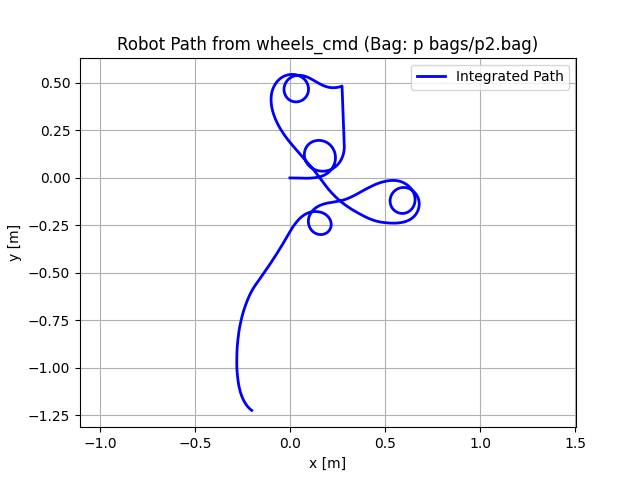 Robot Path from wheels_cmd (Bag: p bags/p2.bag)
Integrated Path
y [m]
0.50
0.25
0.00
−0.25
−0.50
−0.75
−1.00
−1.25
−1.0 −0.5 0.0 0.5 1.0 1.5
x [m]